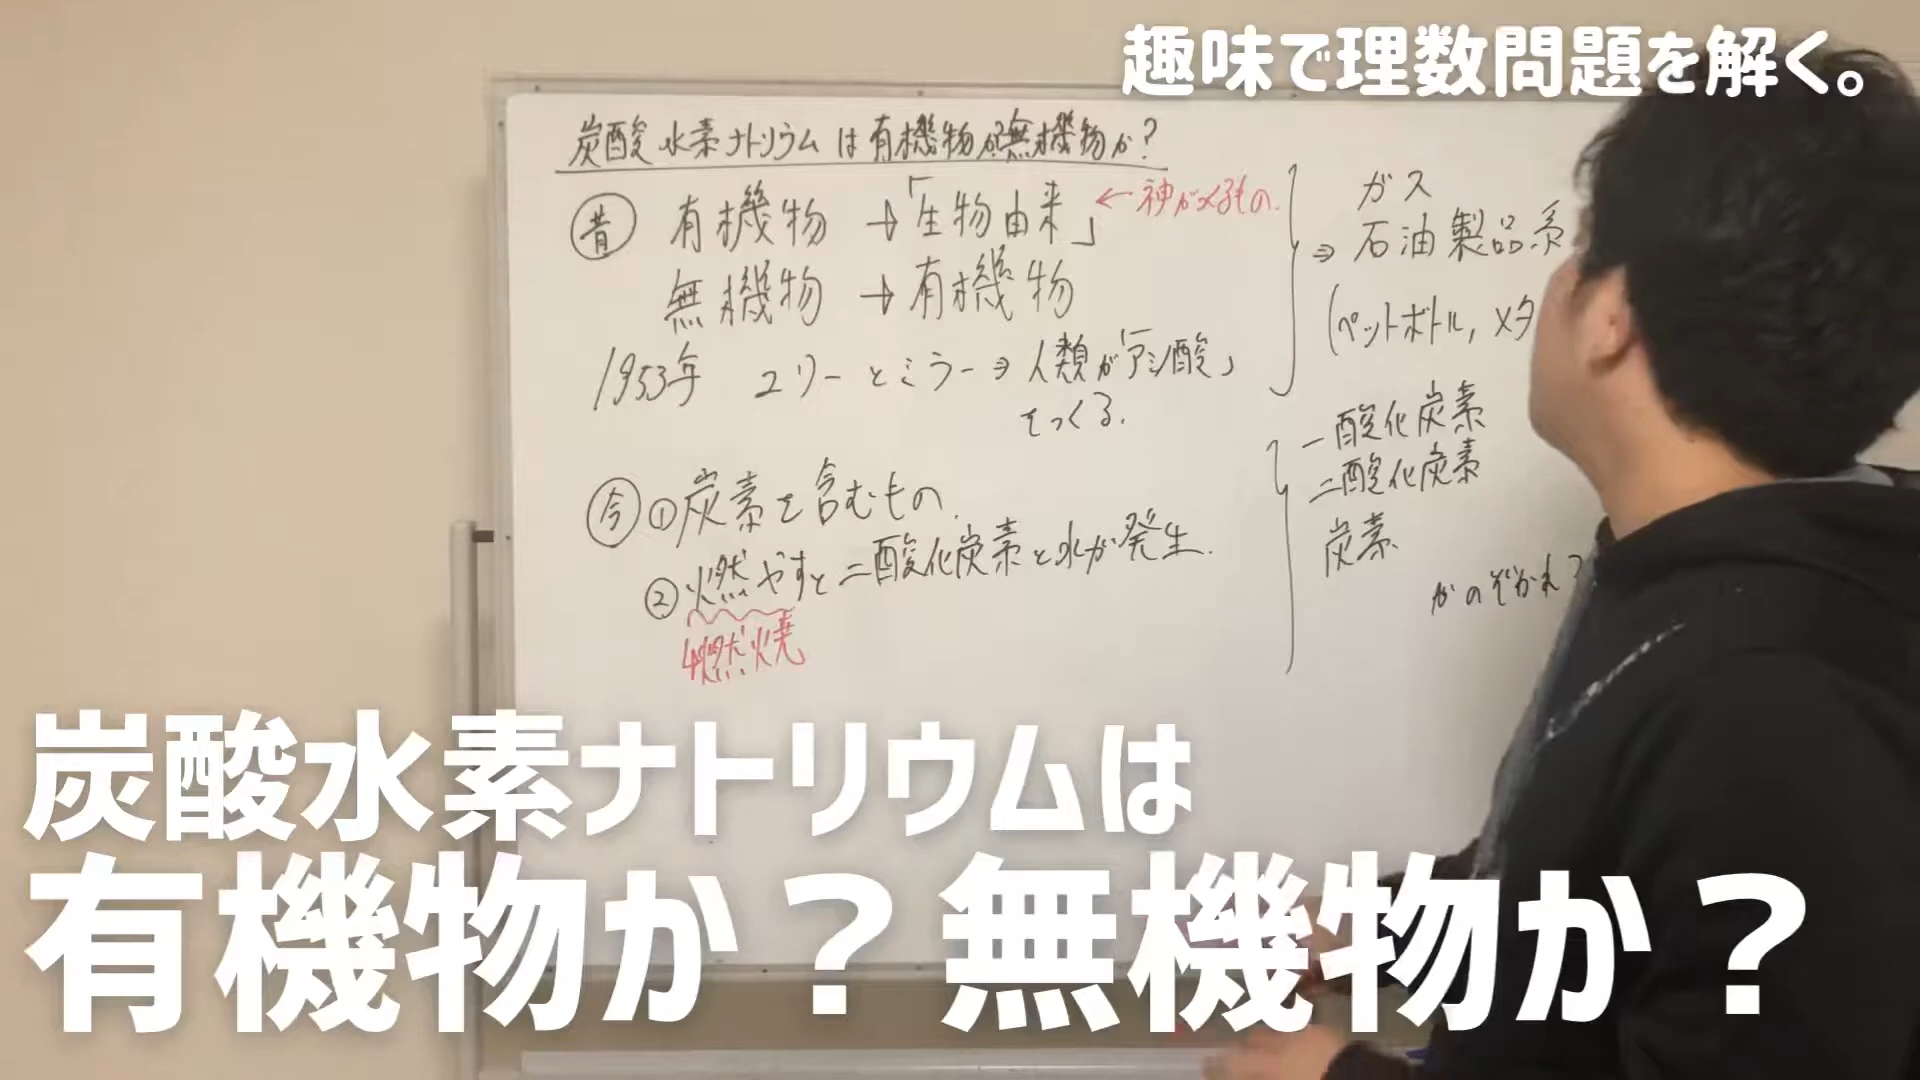 趣味で理数問題を解く。
炭酸水素ナトリウムは有機物か無機物か?
昔 有機物 →「生物由来」 ← 神がつくるもの.
無機物 → 有機物
1953年 ユリーとミラー ⇒ 人類が「アミノ酸」
をつくる.
今 ①炭素を含むもの.
②燃やすと二酸化炭素と水が発生.
燃焼
ガス
⇒ 石油製品系
(ペットボトル,
一酸化炭素
二酸化炭素
炭素
がのぞかれ
炭酸水素ナトリウムは
有機物か?無機物か?